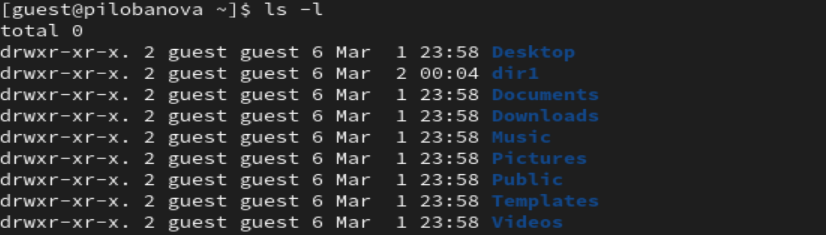 [guest@pilobanova ~]$ ls -l
total 0
drwxr-xr-x. 2 guest guest 6 Mar  1 23:58 Desktop
drwxr-xr-x. 2 guest guest 6 Mar  2 00:04 dir1
drwxr-xr-x. 2 guest guest 6 Mar  1 23:58 Documents
drwxr-xr-x. 2 guest guest 6 Mar  1 23:58 Downloads
drwxr-xr-x. 2 guest guest 6 Mar  1 23:58 Music
drwxr-xr-x. 2 guest guest 6 Mar  1 23:58 Pictures
drwxr-xr-x. 2 guest guest 6 Mar  1 23:58 Public
drwxr-xr-x. 2 guest guest 6 Mar  1 23:58 Templates
drwxr-xr-x. 2 guest guest 6 Mar  1 23:58 Videos